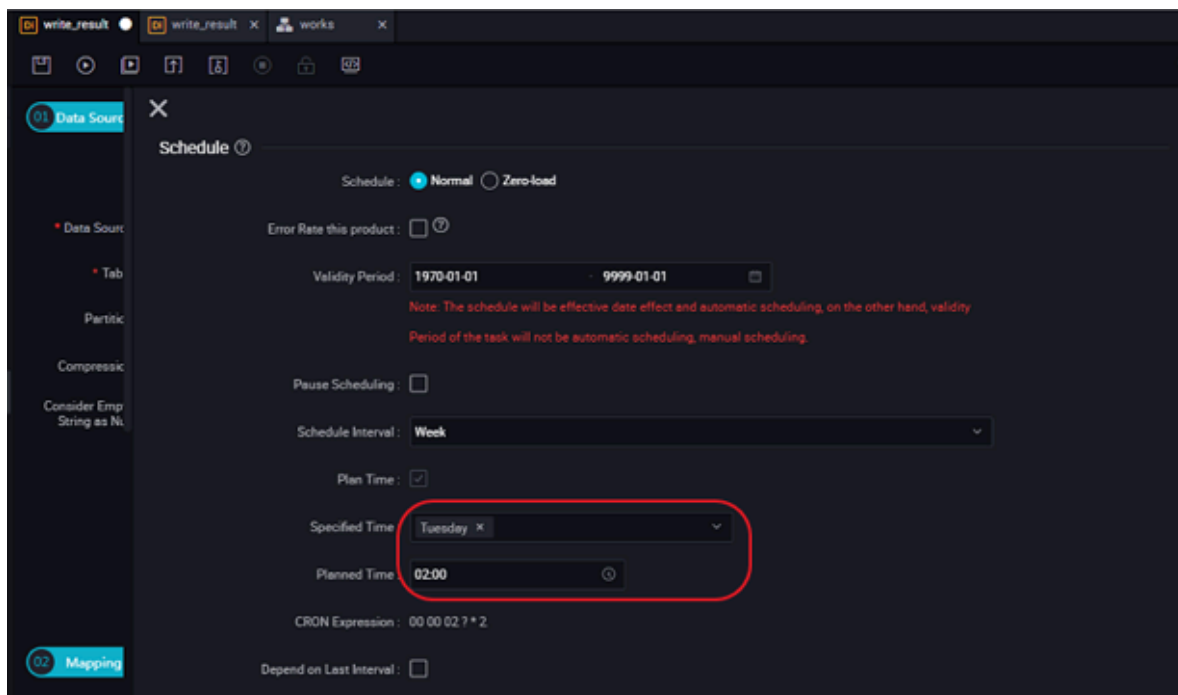 DI write_result
DI write_result ×
works ×
01 Data Sourc
×
Schedule
Schedule : Normal Zero-load
* Data Sourc
Error Rate this product :
* Tab
Validity Period : 1970-01-01 - 9999-01-01
Note: The schedule will be effective date effect and automatic scheduling, on the other hand, validity
Period of the task will not be automatic scheduling, manual scheduling.
Partitic
Compressic
Pause Scheduling :
Consider Emp
String as Nu
Schedule Interval : Week
Plan Time :
Specified Time : Tuesday ×
Planned Time : 02:00
CRON Expression : 00 00 02 ? * 2
02 Mapping
Depend on Last Interval :